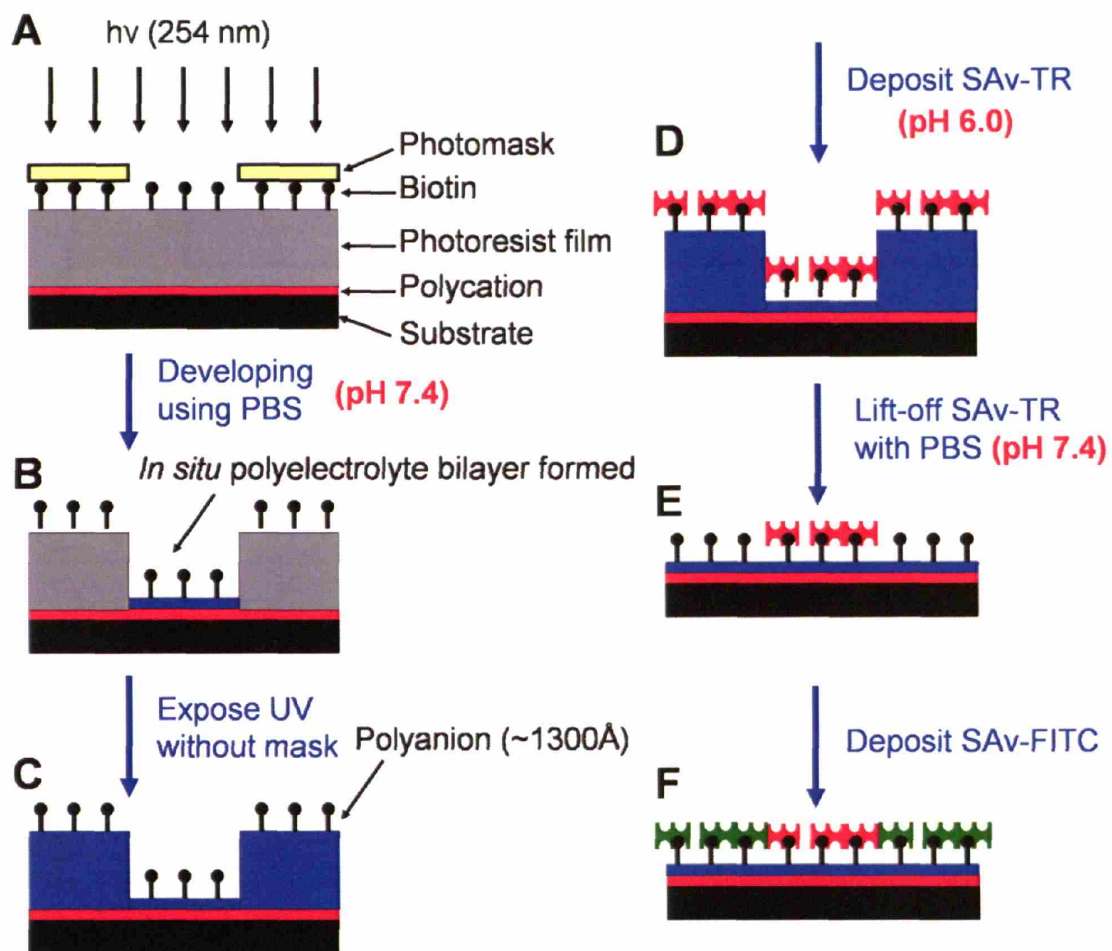 A
hv (254 nm)
Photomask
Biotin
Photoresist film
Polycation
Substrate
Developing
using PBS
(pH 7.4)
B
In situ polyelectrolyte bilayer formed
Expose UV
without mask
Polyanion (~1300Å)
C
Deposit SAv-TR
(pH 6.0)
D
Lift-off SAv-TR
with PBS (pH 7.4)
E
Deposit SAv-FITC
F